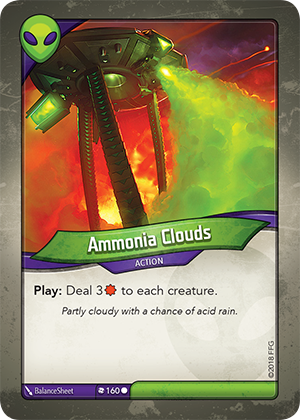 Ammonia Clouds
ACTION
Play: Deal 3 to each creature.
Partly cloudy with a chance of acid rain.
©2018 FFG
BalanceSheet
160